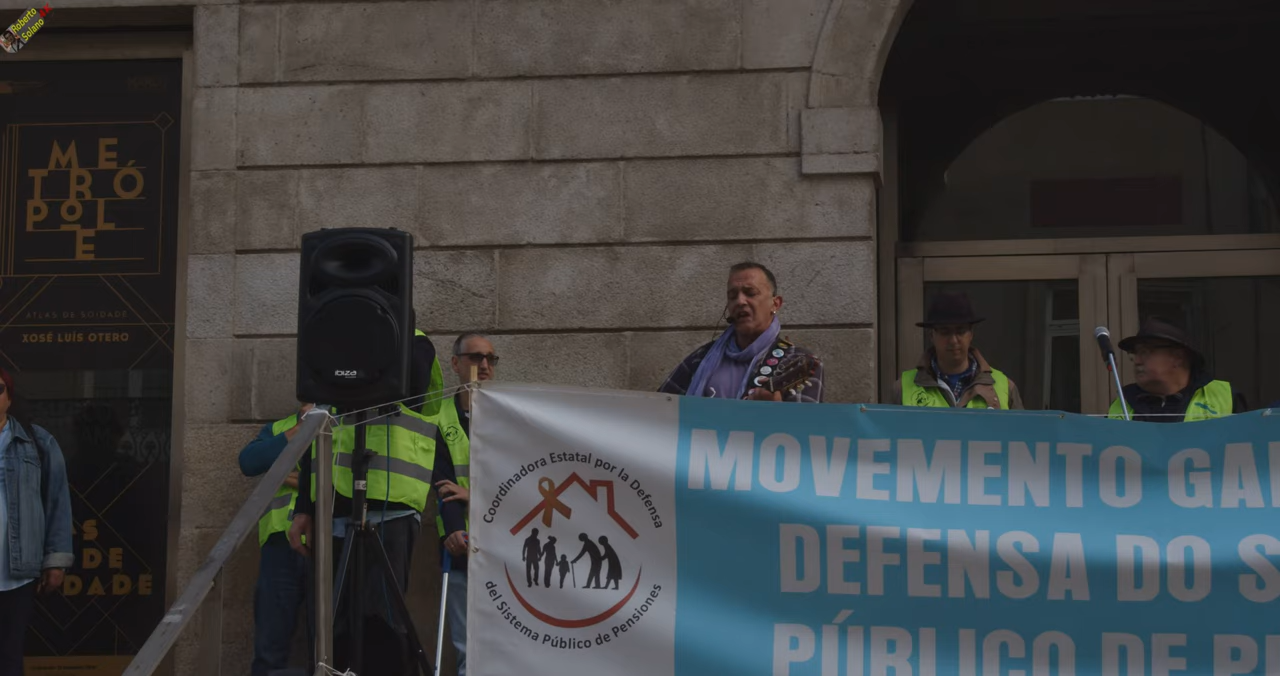 Roberto
Solano
ME
TRÓ
POL
E
ATLAS DE SOIDADE
XOSÉ LUÍS OTERO
DE
DADE
ibiza
Coordinadora Estatal por la Defensa
del Sistema Público de Pensiones
MOVEMENTO GA
DEFENSA DO S
PÚBLICO DE PE